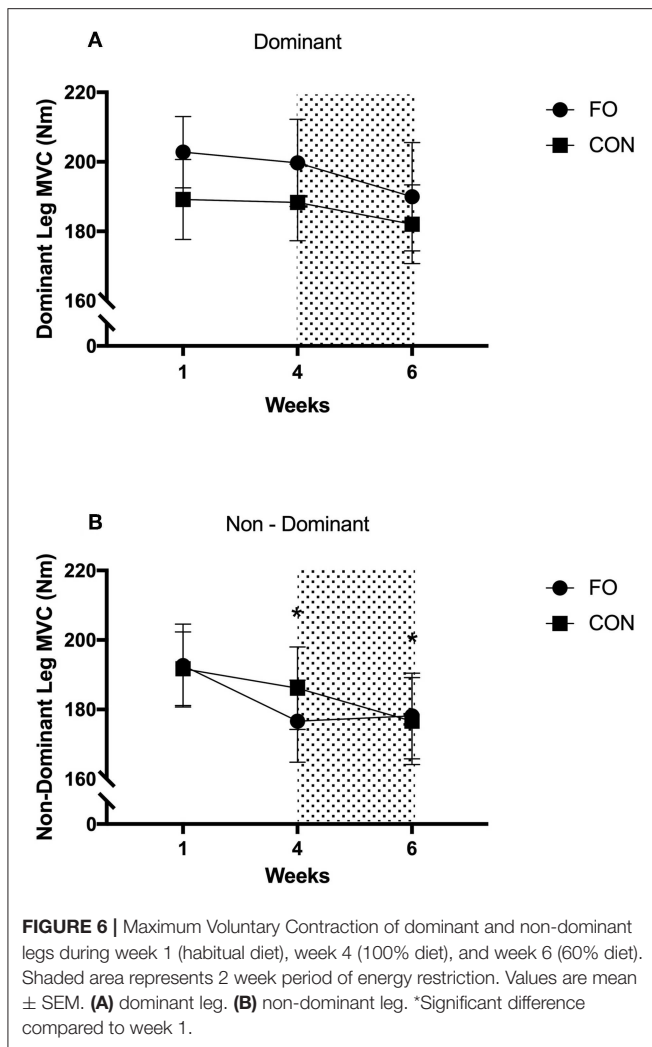 A
Dominant
Dominant Leg MVC (Nm)
220
200
180
160
0
1
4
6
Weeks
FO
CON
B
Non - Dominant
Non-Dominant Leg MVC (Nm)
220
200
180
160
0
*
*
1
4
6
Weeks
FO
CON
FIGURE 6 | Maximum Voluntary Contraction of dominant and non-dominant
legs during week 1 (habitual diet), week 4 (100% diet), and week 6 (60% diet).
Shaded area represents 2 week period of energy restriction. Values are mean
± SEM. (A) dominant leg. (B) non-dominant leg. *Significant difference
compared to week 1.